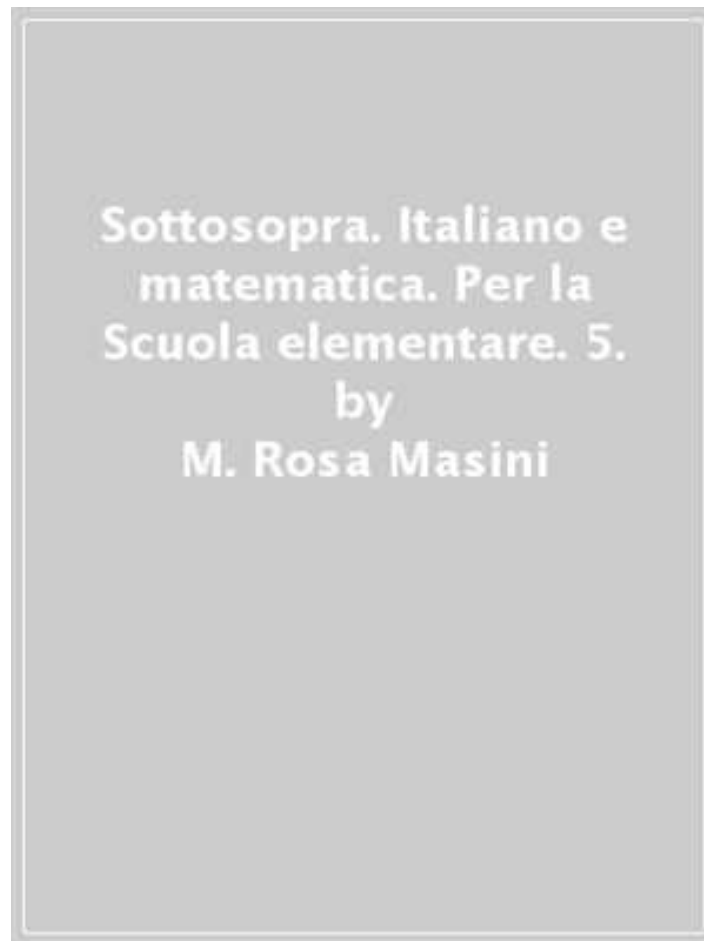 Sottosopra. Italiano e
matematica. Per la
Scuola elementare. 5.
by
M. Rosa Masini